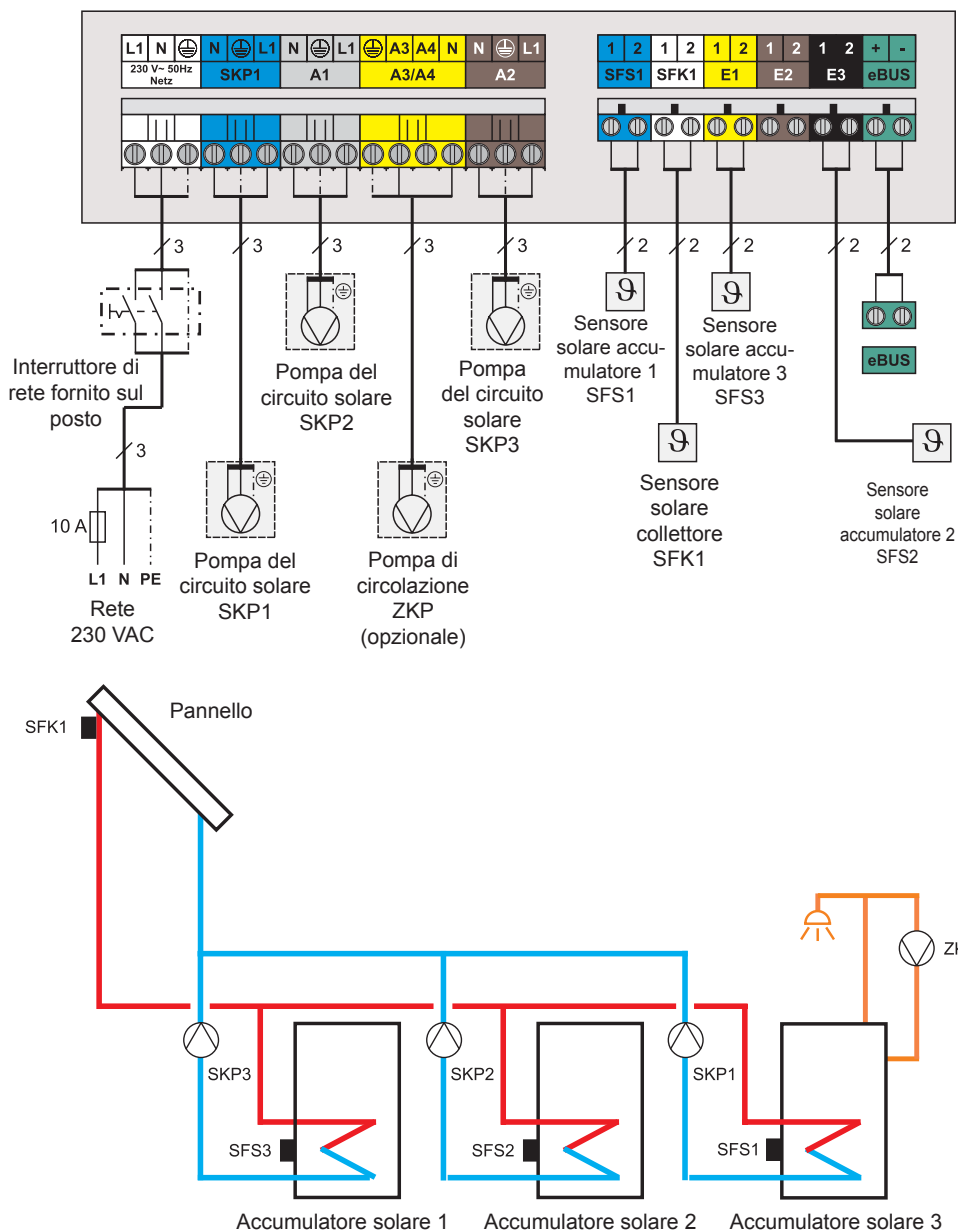 L1 N N L1 N L1 A3 A4 N N L1
230 V~ 50Hz
Netz
SKP1 A1 A3/A4 A2
1 2 1 2 1 2 1 2 1 2 + -
SFS1 SFK1 E1 E2 E3 eBUS
3 3 3 3 3 2 2 2 2 2
Interruttore di
rete fornito sul
posto
3
10 A
L1 N PE
Rete
230 VAC
Pompa del
circuito solare
SKP1
Pompa del
circuito solare
SKP2
Pompa di
circolazione
ZKP
(opzionale)
Pompa
del circuito
solare
SKP3
ϑ
Sensore
solare accu-
mulatore 1
SFS1
ϑ
Sensore
solare
collettore
SFK1
ϑ
Sensore
solare accu-
mulatore 3
SFS3
eBUS
ϑ
Sensore
solare
accumulatore 2
SFS2
SFK1
Pannello
SKP3 SKP2 SKP1
SFS3 SFS2 SFS1
Accumulatore solare 1 Accumulatore solare 2 Accumulatore solare 3